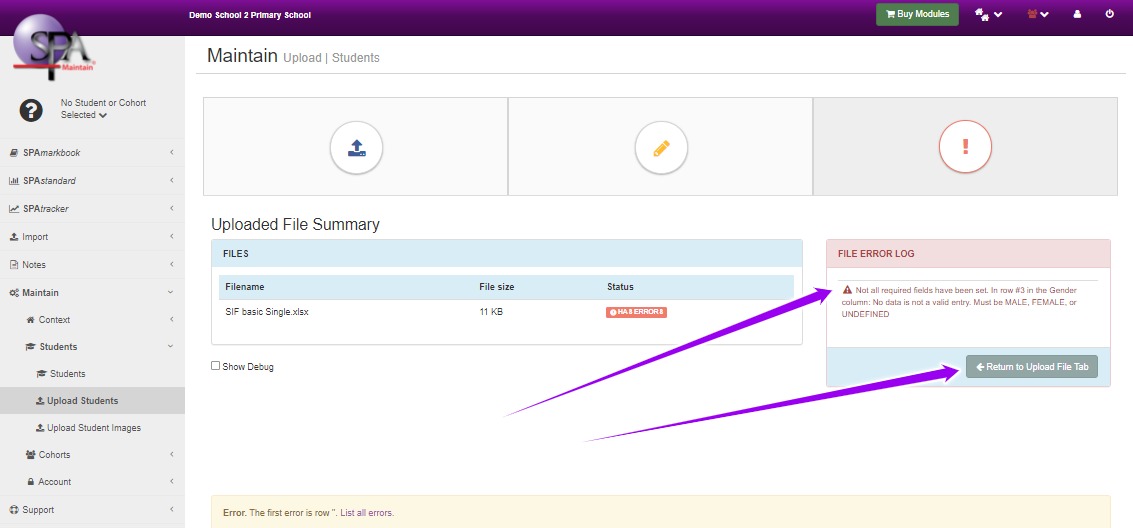 Demo School 2 Primary School
Buy Modules
SPA
Maintain
Maintain Upload | Students
No Student or Cohort
Selected
SPAmarkbook
SPAstandard
SPAtracker
Import
Notes
Maintain
Context
Students
Students
Upload Students
Upload Student Images
Cohorts
Account
Support
Uploaded File Summary
FILES
Filename File size Status
SIF basic Single.xlsx 11 KB HAS ERRORS
Show Debug
FILE ERROR LOG
Not all required fields have been set. In row #3 in the Gender
column: No data is not a valid entry. Must be MALE, FEMALE, or
UNDEFINED
Return to Upload File Tab
Error. The first error is row ''. List all errors.